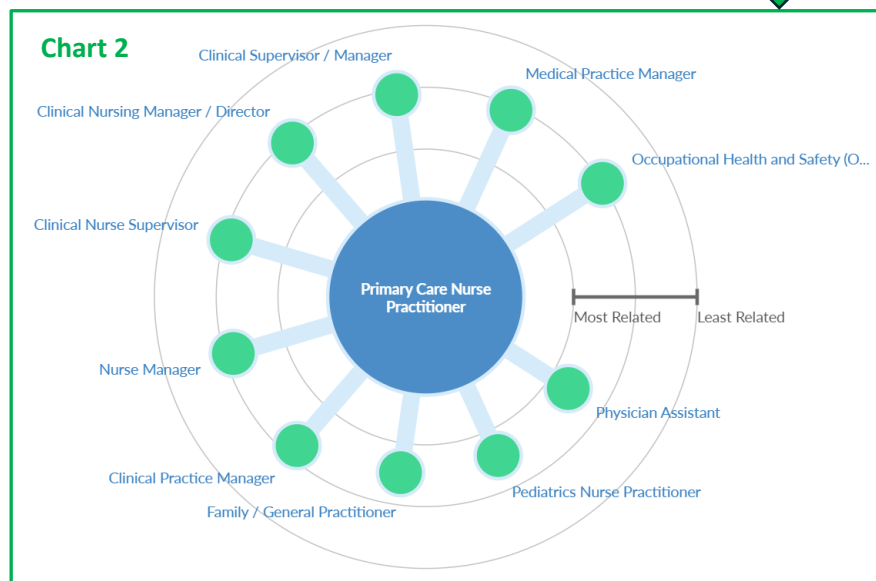 Chart 2
Clinical Supervisor / Manager
Medical Practice Manager
Clinical Nursing Manager / Director
Occupational Health and Safety (O...
Clinical Nurse Supervisor
Primary Care Nurse
Practitioner
Most Related
Least Related
Nurse Manager
Physician Assistant
Clinical Practice Manager
Pediatrics Nurse Practitioner
Family / General Practitioner